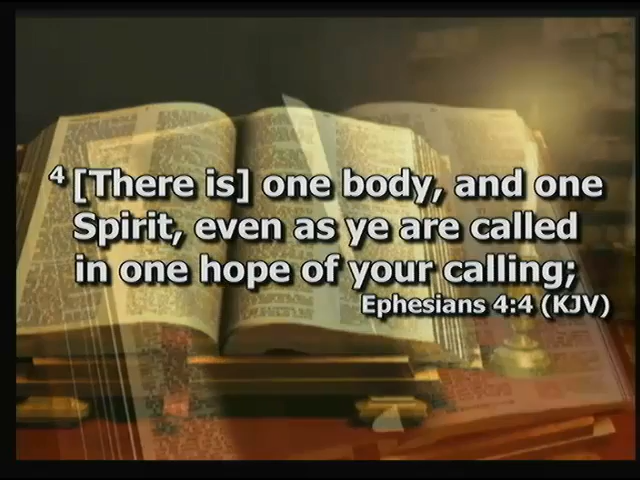 4 [There is] one body, and one
Spirit, even as ye are called
in one hope of your calling;
Ephesians 4:4 (KJV)